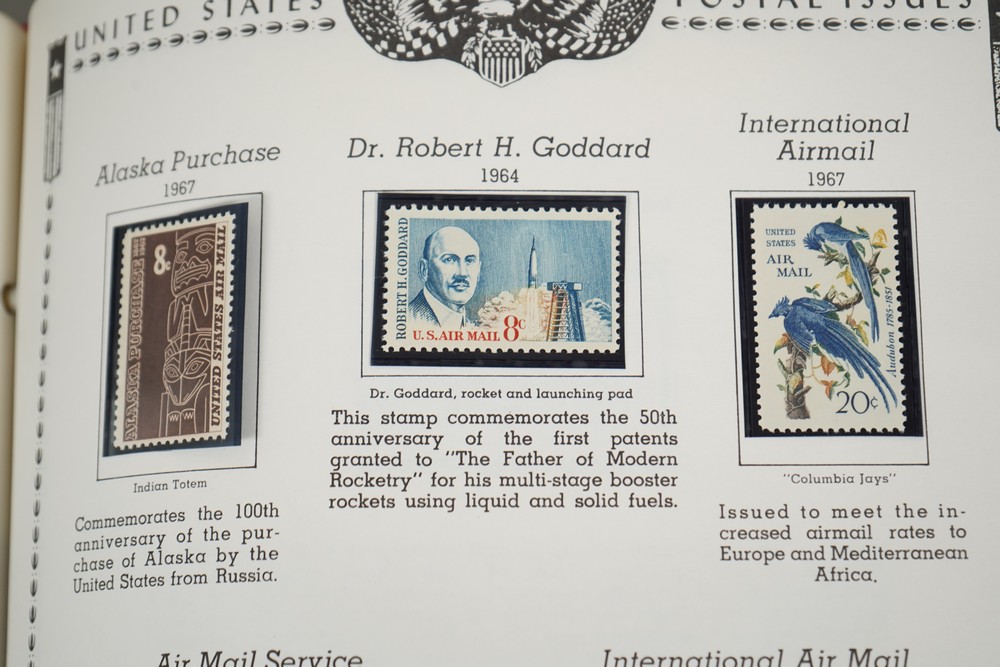 UNITED STATES
POSTAL ISSUES
Alaska Purchase
1967
8c
ALASKA PURCHASE 1867 1967
UNITED STATES AIR MAIL
Indian Totem
Commemorates the 100th
anniversary of the pur-
chase of Alaska by the
United States from Russia.
Dr. Robert H. Goddard
1964
ROBERT H. GODDARD
U.S. AIR MAIL 8c
Dr. Goddard, rocket and launching pad
This stamp commemorates the 50th
anniversary of the first patents
granted to "The Father of Modern
Rocketry" for his multi-stage booster
rockets using liquid and solid fuels.
International
Airmail
1967
UNITED
STATES
AIR
MAIL
Audubon 1785-1851
20c
"Columbia Jays"
Issued to meet the in-
creased airmail rates to
Europe and Mediterranean
Africa.
Air Mail Service
International Air Mail